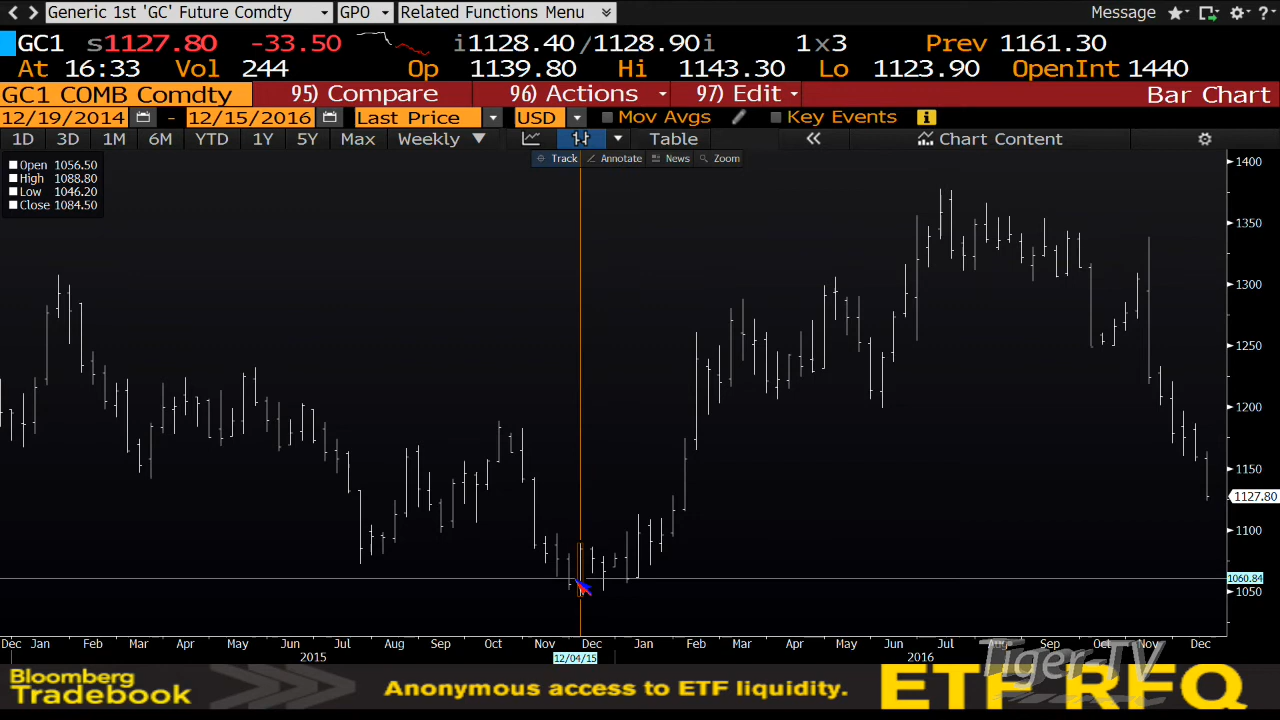 Generic 1st 'GC' Future Comdty GPO Related Functions Menu Message ?
GC1 s1127.80 -33.50 i1128.40/1128.90i 1x3 Prev 1161.30
At 16:33 Vol 244 Op 1139.80 Hi 1143.30 Lo 1123.90 OpenInt 1440
GC1 COMB Comdty 95) Compare 96) Actions 97) Edit Bar Chart
12/19/2014 - 12/15/2016 Last Price USD Mov Avgs Key Events
1D 3D 1M 6M YTD 1Y 5Y Max Weekly Table Chart Content
Track Annotate News Zoom
Open 1056.50
High 1088.80
Low 1046.20
Close 1084.50
1400
1350
1300
1250
1200
1150
1127.80
1100
1060.84
1050
Dec Jan Feb Mar Apr May Jun Jul Aug Sep Oct Nov Dec Jan Feb Mar Apr May Jun Jul Aug Sep Oct Nov Dec
2015 12/04/15 2016
Tiger-TV
Bloomberg
Tradebook
Anonymous access to ETF liquidity.
ETF RFQ